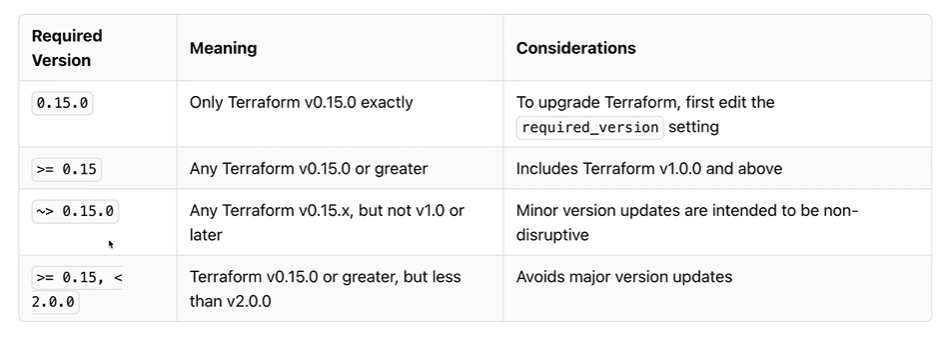 Required Version
Meaning
Considerations
0.15.0
Only Terraform v0.15.0 exactly
To upgrade Terraform, first edit the
required_version setting
>= 0.15
Any Terraform v0.15.0 or greater
Includes Terraform v1.0.0 and above
~> 0.15.0
Any Terraform v0.15.x, but not v1.0 or
later
Minor version updates are intended to be non-
disruptive
>= 0.15, <
2.0.0
Terraform v0.15.0 or greater, but less
than v2.0.0
Avoids major version updates